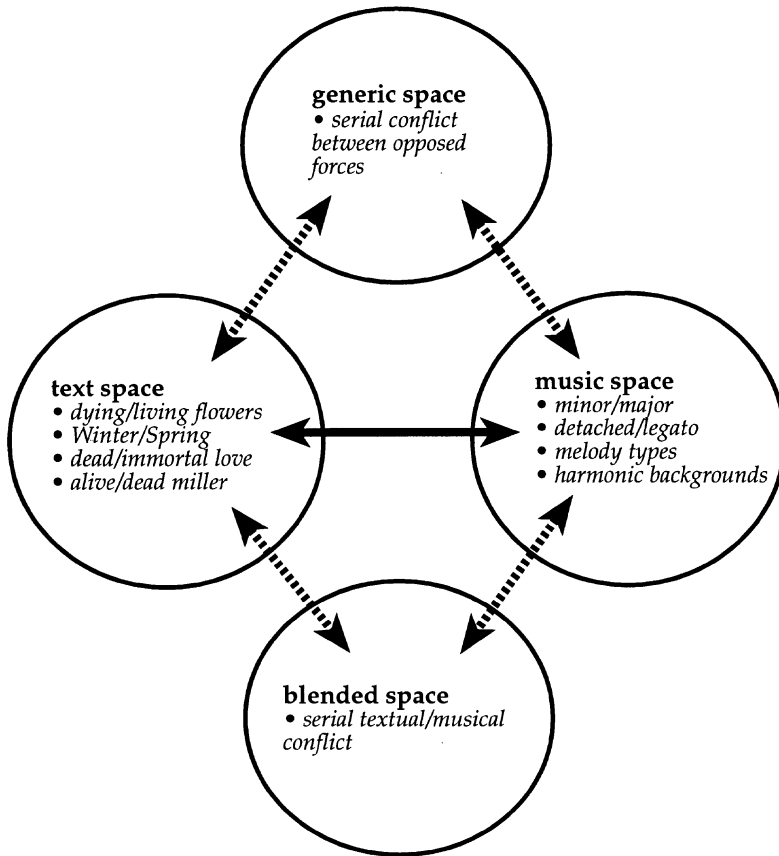 generic space
• serial conflict
between opposed
forces
text space
• dying/living flowers
• Winter/Spring
• dead/immortal love
• alive/dead miller
music space
• minor/major
• detached/legato
• melody types
• harmonic backgrounds
blended space
• serial textual/musical
conflict